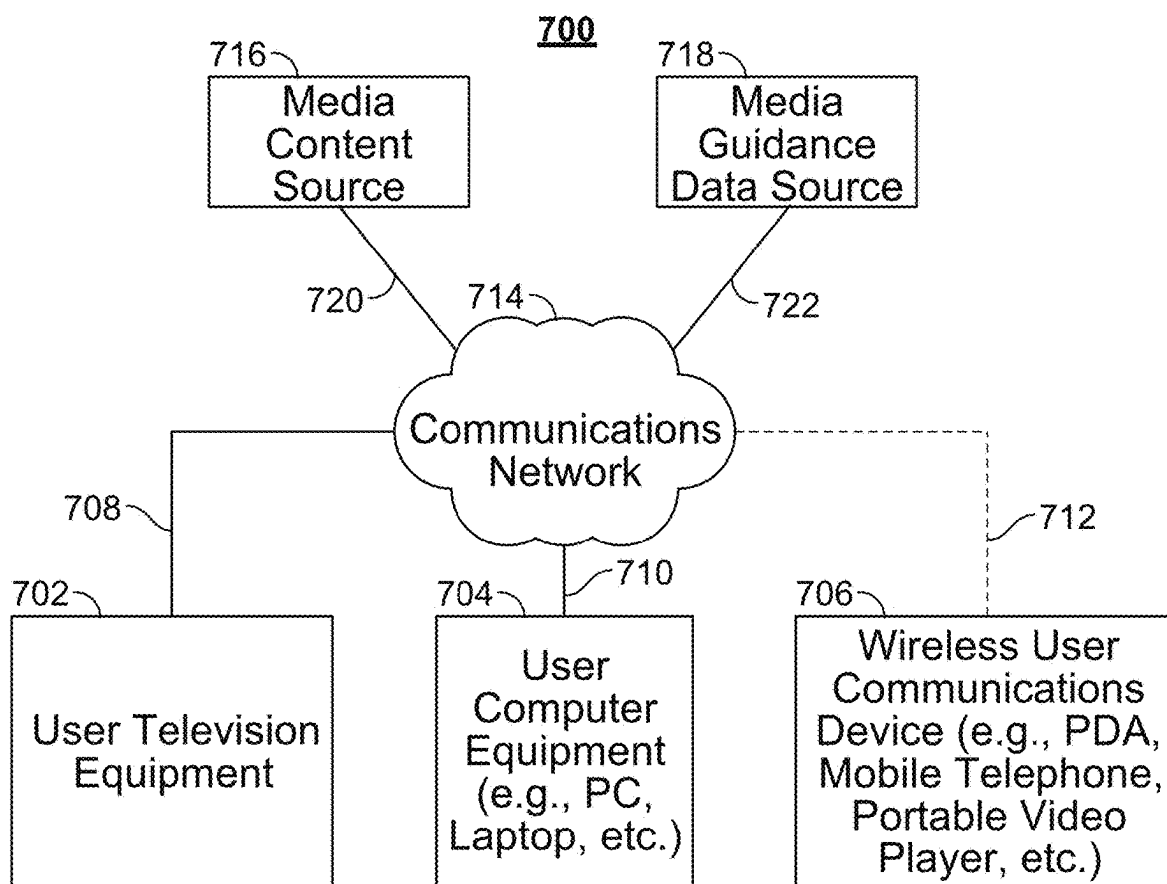 700
716
718
Media
Content
Source
Media
Guidance
Data Source
720
714
722
Communications
Network
708
712
710
702
704
706
User Television
Equipment
User
Computer
Equipment
(e.g., PC,
Laptop, etc.)
Wireless User
Communications
Device (e.g., PDA,
Mobile Telephone,
Portable Video
Player, etc.)